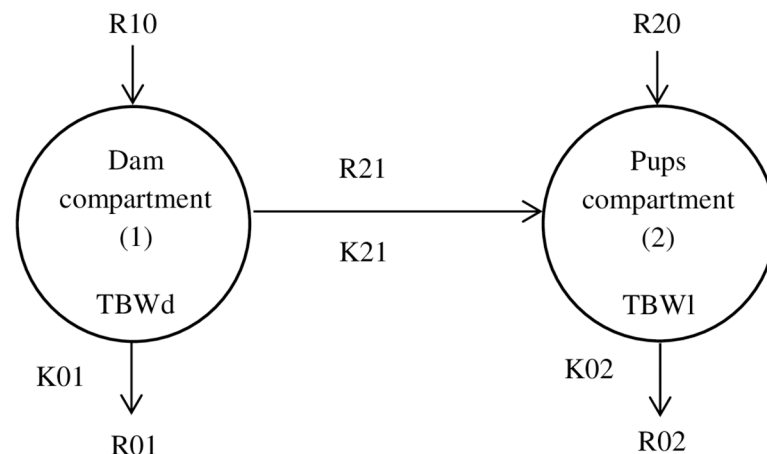 R10
R20
Dam
compartment
(1)
TBWd
R21
K21
Pups
compartment
(2)
TBWl
K01
R01
K02
R02